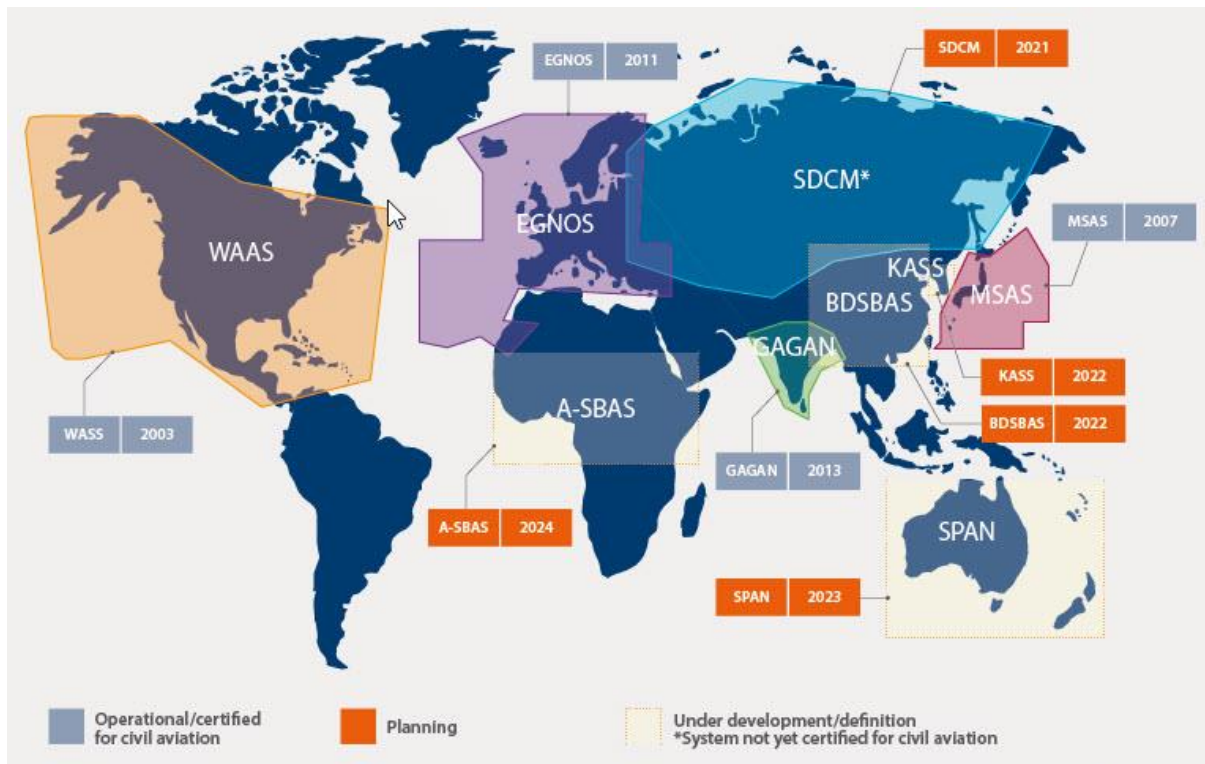 EGNOS 2011
SDCM 2021
SDCM*
MSAS 2007
EGNOS
WAAS
KASS
MSAS
BDSBAS
GAGAN
KASS 2022
A-SBAS
BDSBAS 2022
WASS 2003
GAGAN 2013
A-SBAS 2024
SPAN
SPAN 2023
Operational/certified
for civil aviation
Planning
Under development/definition
*System not yet certified for civil aviation